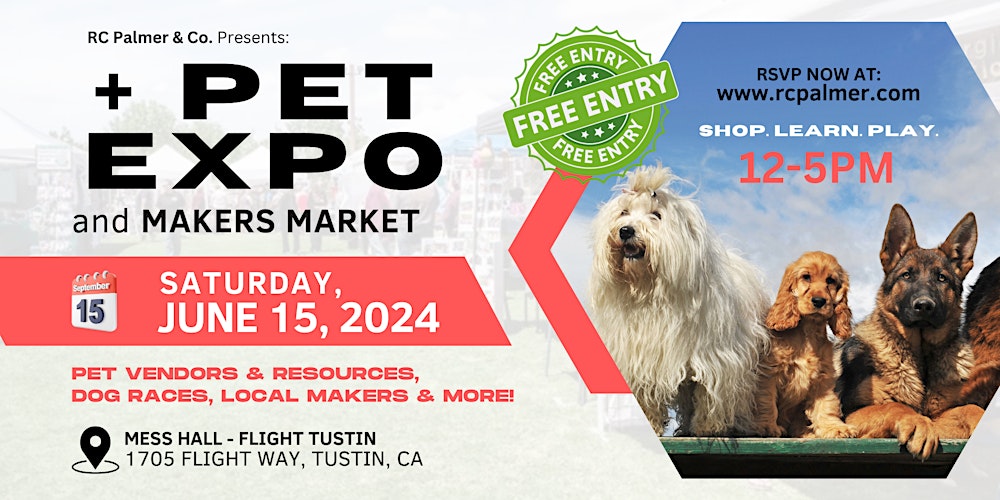 RC Palmer & Co. Presents:
+ PET
EXPO
and MAKERS MARKET
September
15
SATURDAY,
JUNE 15, 2024
PET VENDORS & RESOURCES,
DOG RACES, LOCAL MAKERS & MORE!
MESS HALL - FLIGHT TUSTIN
1705 FLIGHT WAY, TUSTIN, CA
FREE ENTRY
FREE ENTRY
FREE ENTRY
RSVP NOW AT:
www.rcpalmer.com
SHOP. LEARN. PLAY.
12-5PM